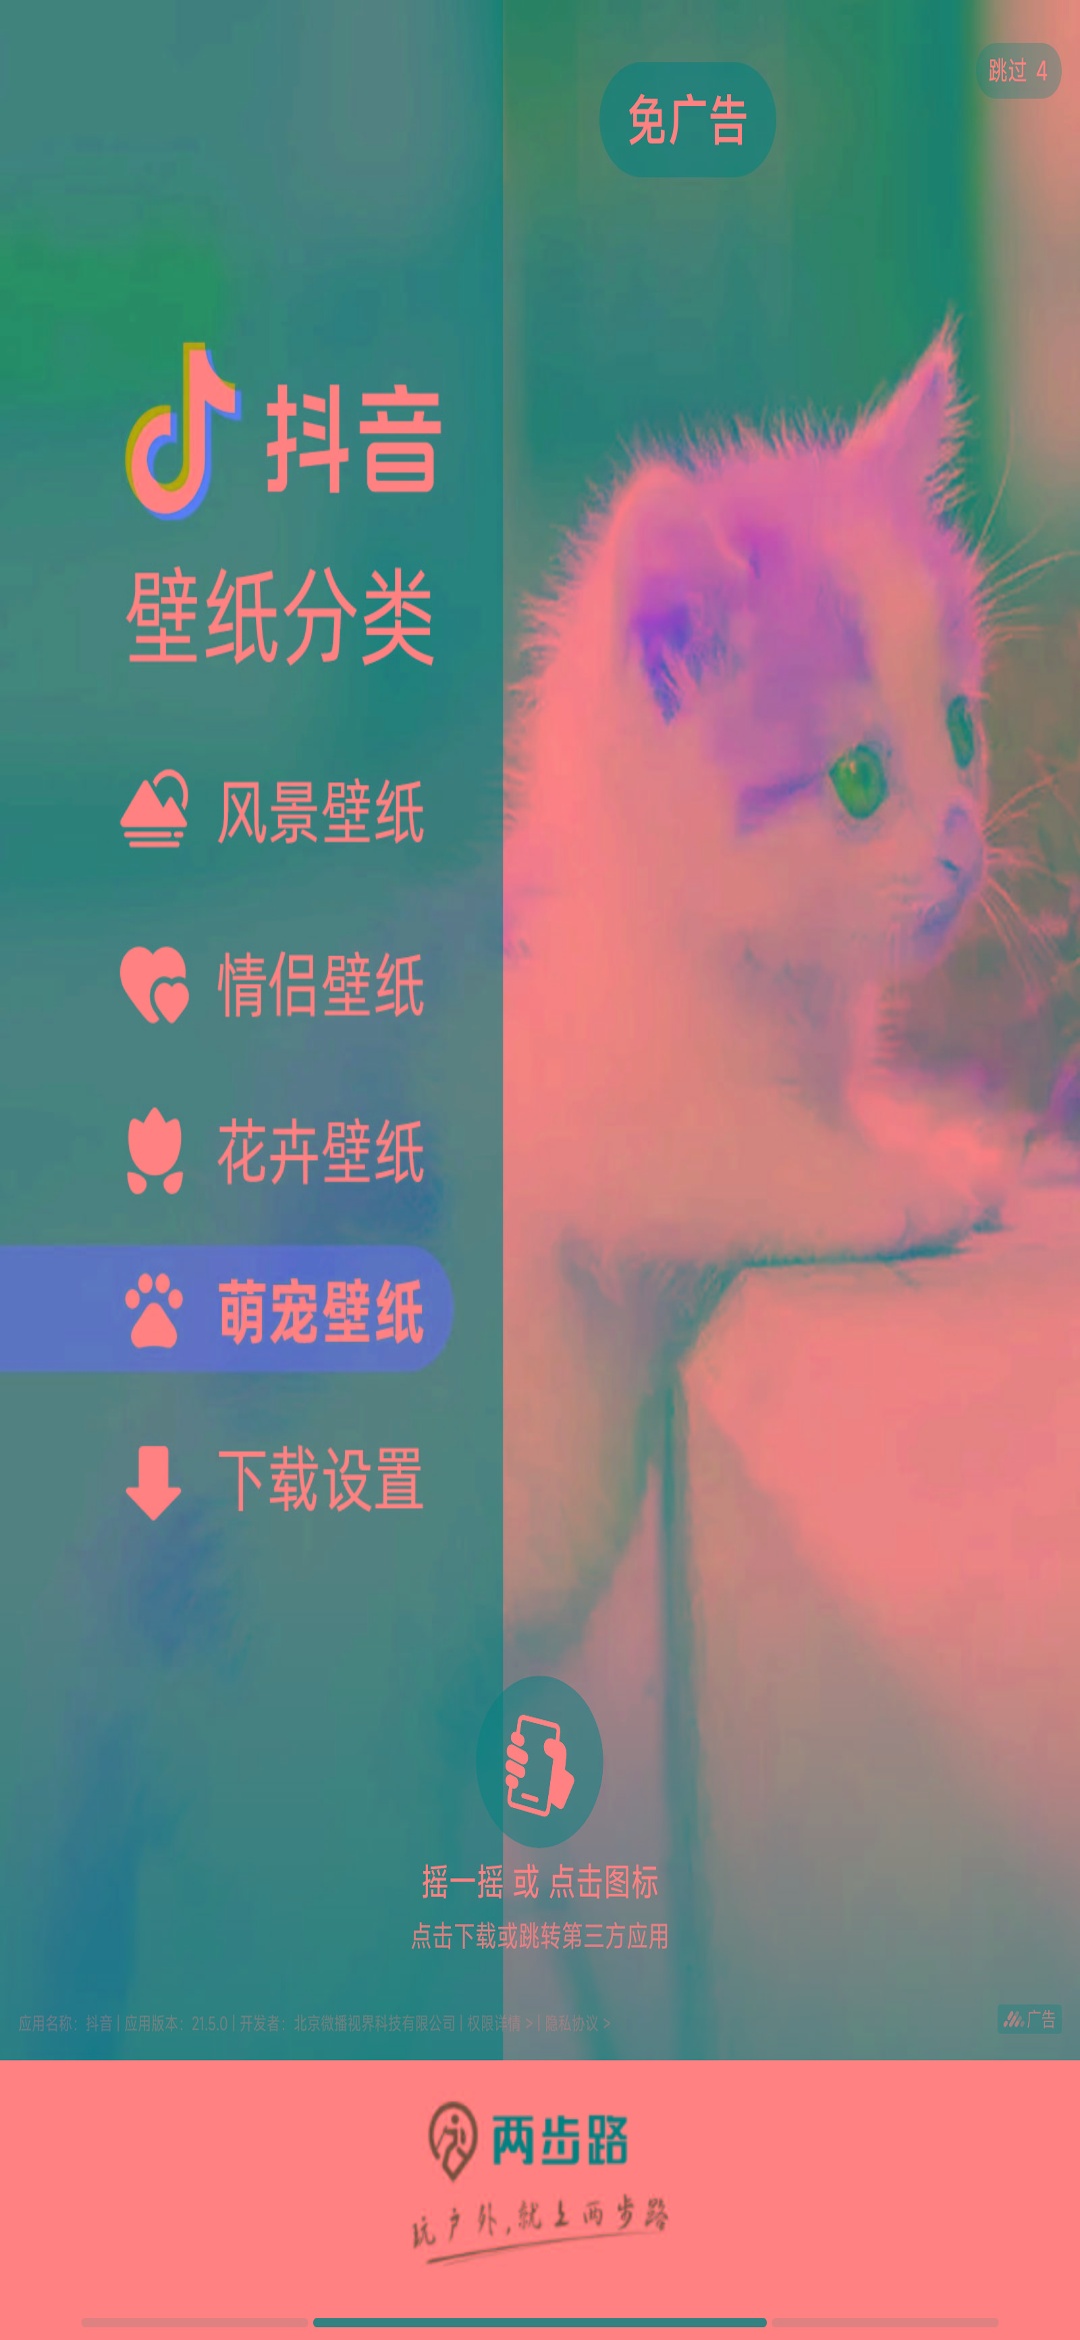 跳过 4
免广告
抖音
壁纸分类
风景壁纸
情侣壁纸
花卉壁纸
萌宠壁纸
下载设置
摇一摇 或 点击图标
点击下载或跳转第三方应用
应用名称：抖音 | 应用版本：21.5.0 | 开发者：北京微播视界科技有限公司 | 权限详情 > | 隐私协议 >
广告
两步路
玩户外,就上两步路